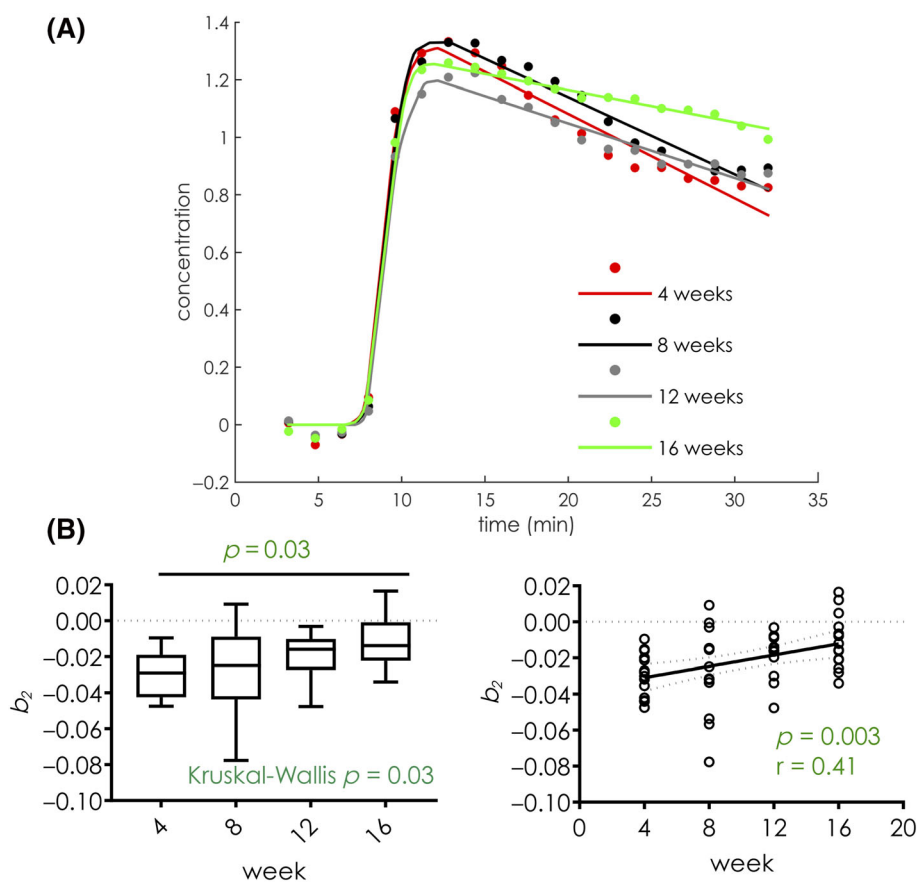 (A)
1.4
1.2
1
0.8
0.6
0.4
0.2
0
−0.2
concentration
0 5 10 15 20 25 30 35
time (min)
4 weeks
8 weeks
12 weeks
16 weeks
(B)
p = 0.03
0.02
0.00
−0.02
−0.04
−0.06
−0.08
−0.10
b2
Kruskal-Wallis p = 0.03
4 8 12 16
week
0.02
0.00
−0.02
−0.04
−0.06
−0.08
−0.10
b2
p = 0.003
r = 0.41
0 4 8 12 16 20
week